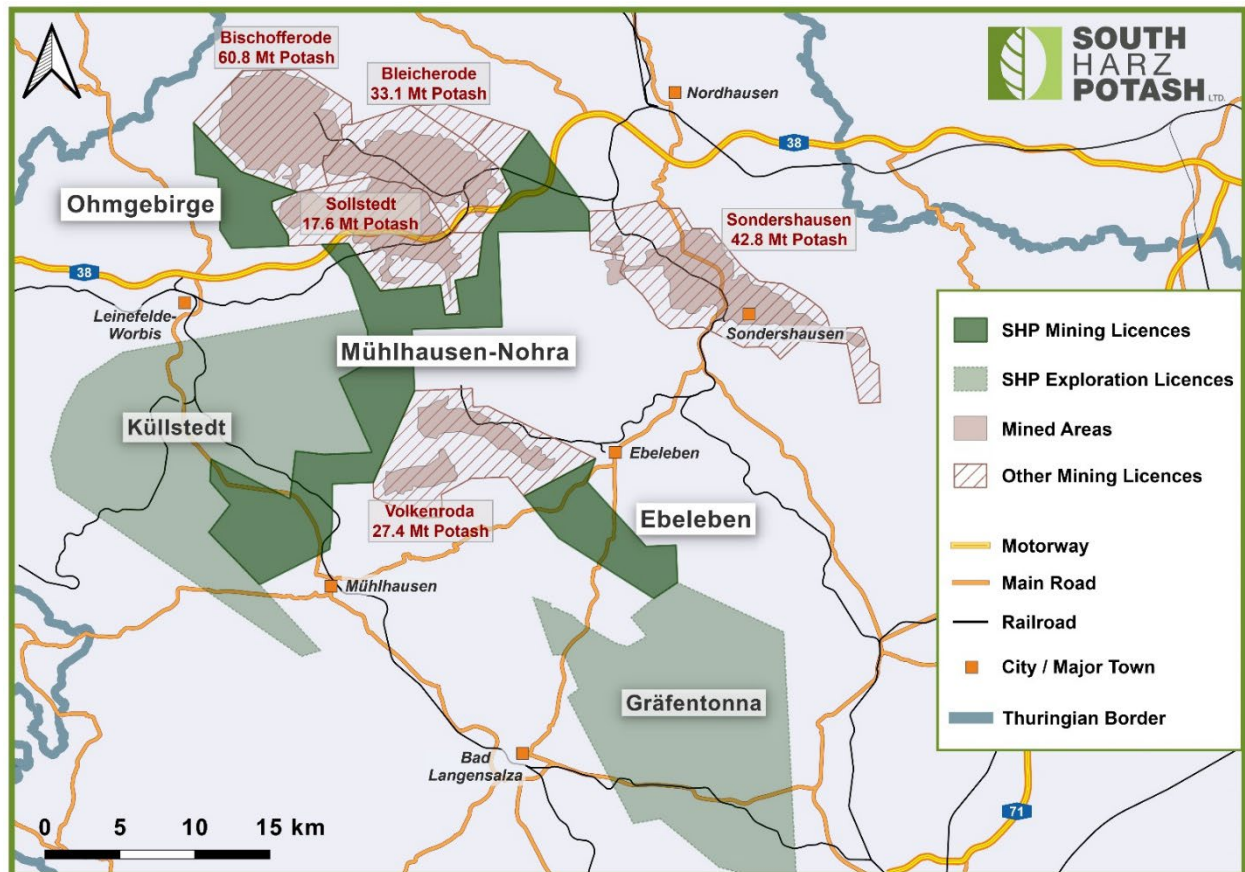 Bischofferode
60.8 Mt Potash
Bleicherode
33.1 Mt Potash
Nordhausen
SOUTH
HARZ
POTASH LTD.
38
Ohmgebirge
Sollstedt
17.6 Mt Potash
Sondershausen
42.8 Mt Potash
38
Leinefelde-
Worbis
Sondershausen
Mühlhausen-Nohra
Küllstedt
Ebeleben
Volkenroda
27.4 Mt Potash
Ebeleben
Mühlhausen
Gräfentonna
Bad
Langensalza
0 5 10 15 km
SHP Mining Licences
SHP Exploration Licences
Mined Areas
Other Mining Licences
Motorway
Main Road
Railroad
City / Major Town
Thuringian Border
71